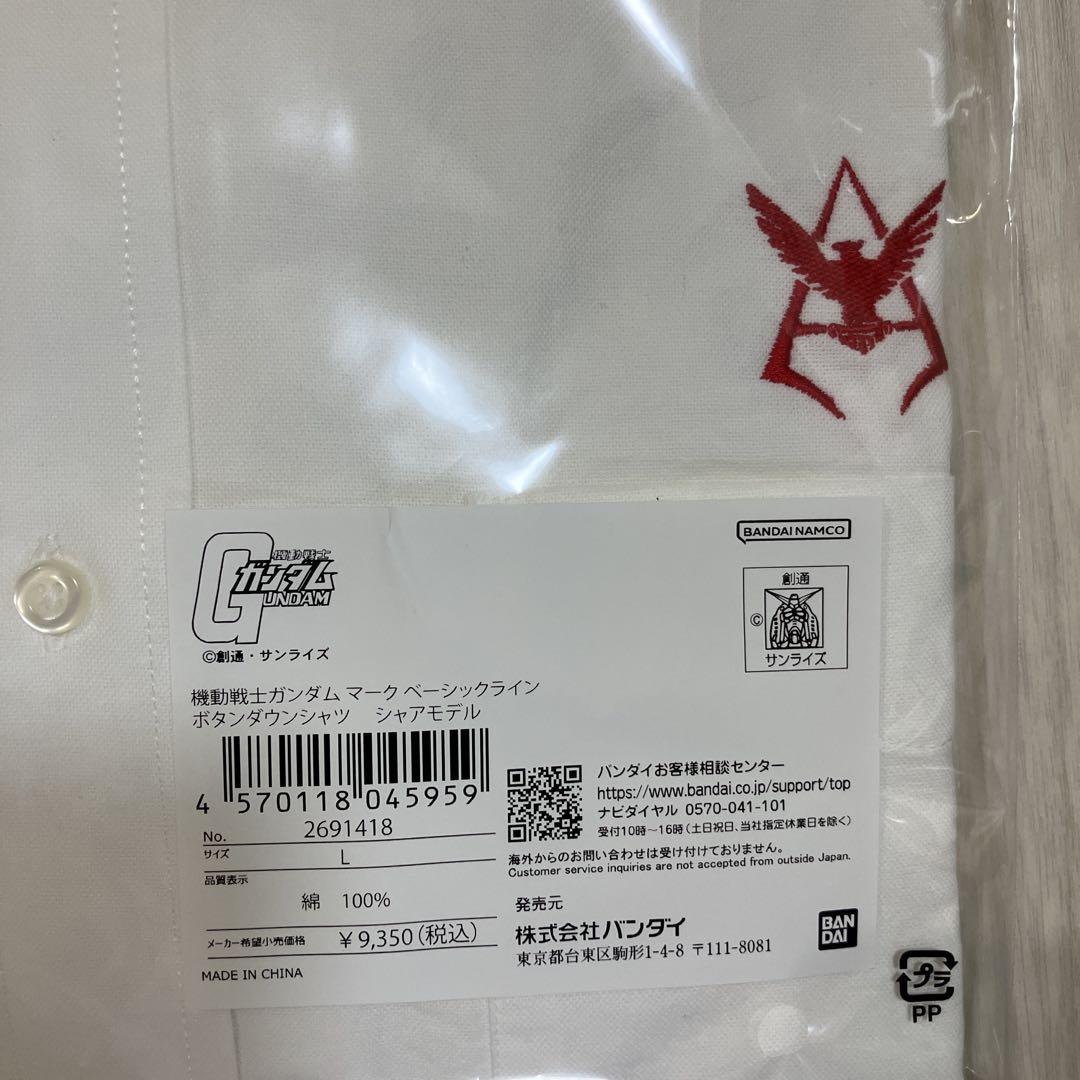 機動戦士
ガンダム
GUNDAM
©創通・サンライズ
BANDAI NAMCO
創通
©
サンライズ
機動戦士ガンダム マーク ベーシックライン
ボタンダウンシャツ シャアモデル
4 570118 045959
No. 2691418
サイズ L
品質表示
綿 100%
メーカー希望小売価格 ￥9,350(税込)
MADE IN CHINA
バンダイお客様相談センター
https://www.bandai.co.jp/support/top
ナビダイヤル 0570-041-101
受付10時〜16時(土日祝日、当社指定休業日を除く)
海外からのお問い合わせは受け付けておりません。
Customer service inquiries are not accepted from outside Japan.
発売元
株式会社バンダイ
東京都台東区駒形1-4-8 〒111-8081
BAN
DAI
プラ
PP